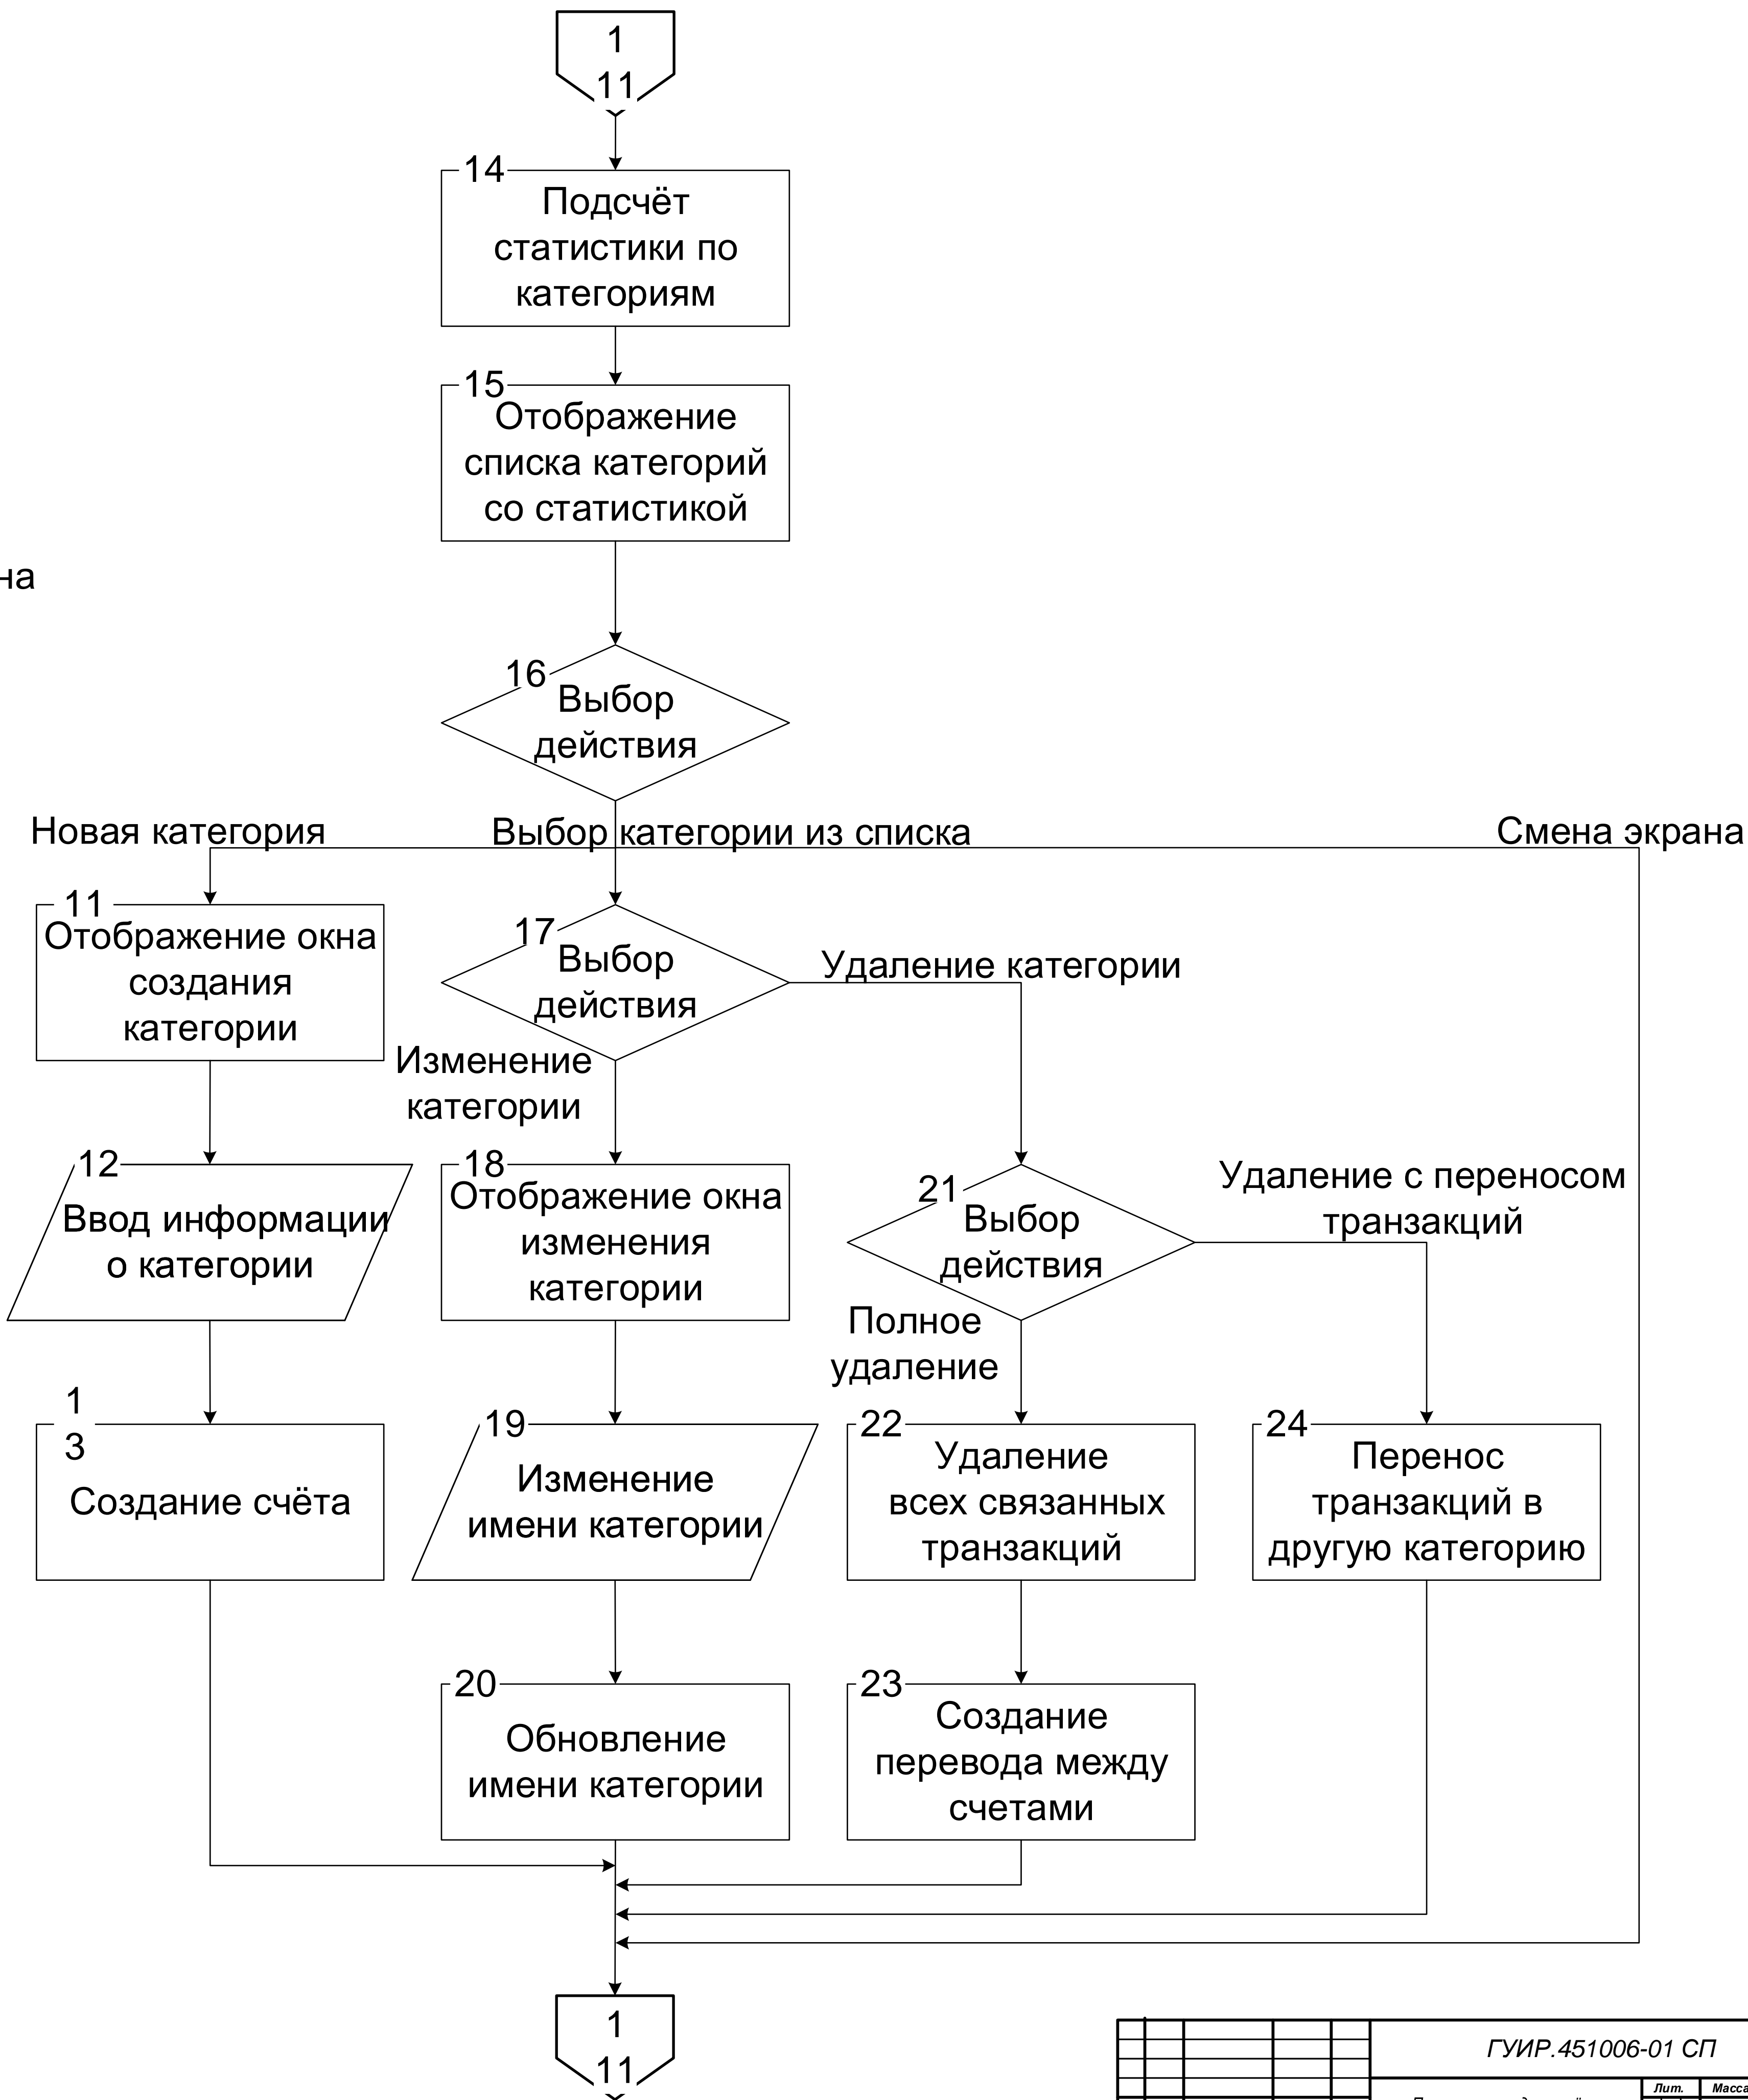 1
11
14
Подсчёт
статистики по
категориям
15
Отображение
списка категорий
со статистикой
на
16
Выбор
действия
Новая категория
Выбор категории из списка
Смена экрана
11
Отображение окна
создания
категории
17
Выбор
действия
Удаление категории
Изменение
категории
12
Ввод информации
о категории
18
Отображение окна
изменения
категории
21
Выбор
действия
Удаление с переносом
транзакций
Полное
удаление
1
3
Создание счёта
19
Изменение
имени категории
22
Удаление
всех связанных
транзакций
24
Перенос
транзакций в
другую категорию
20
Обновление
имени категории
23
Создание
перевода между
счетами
1
11
ГУИР.451006-01 СП
Лит.
Масса